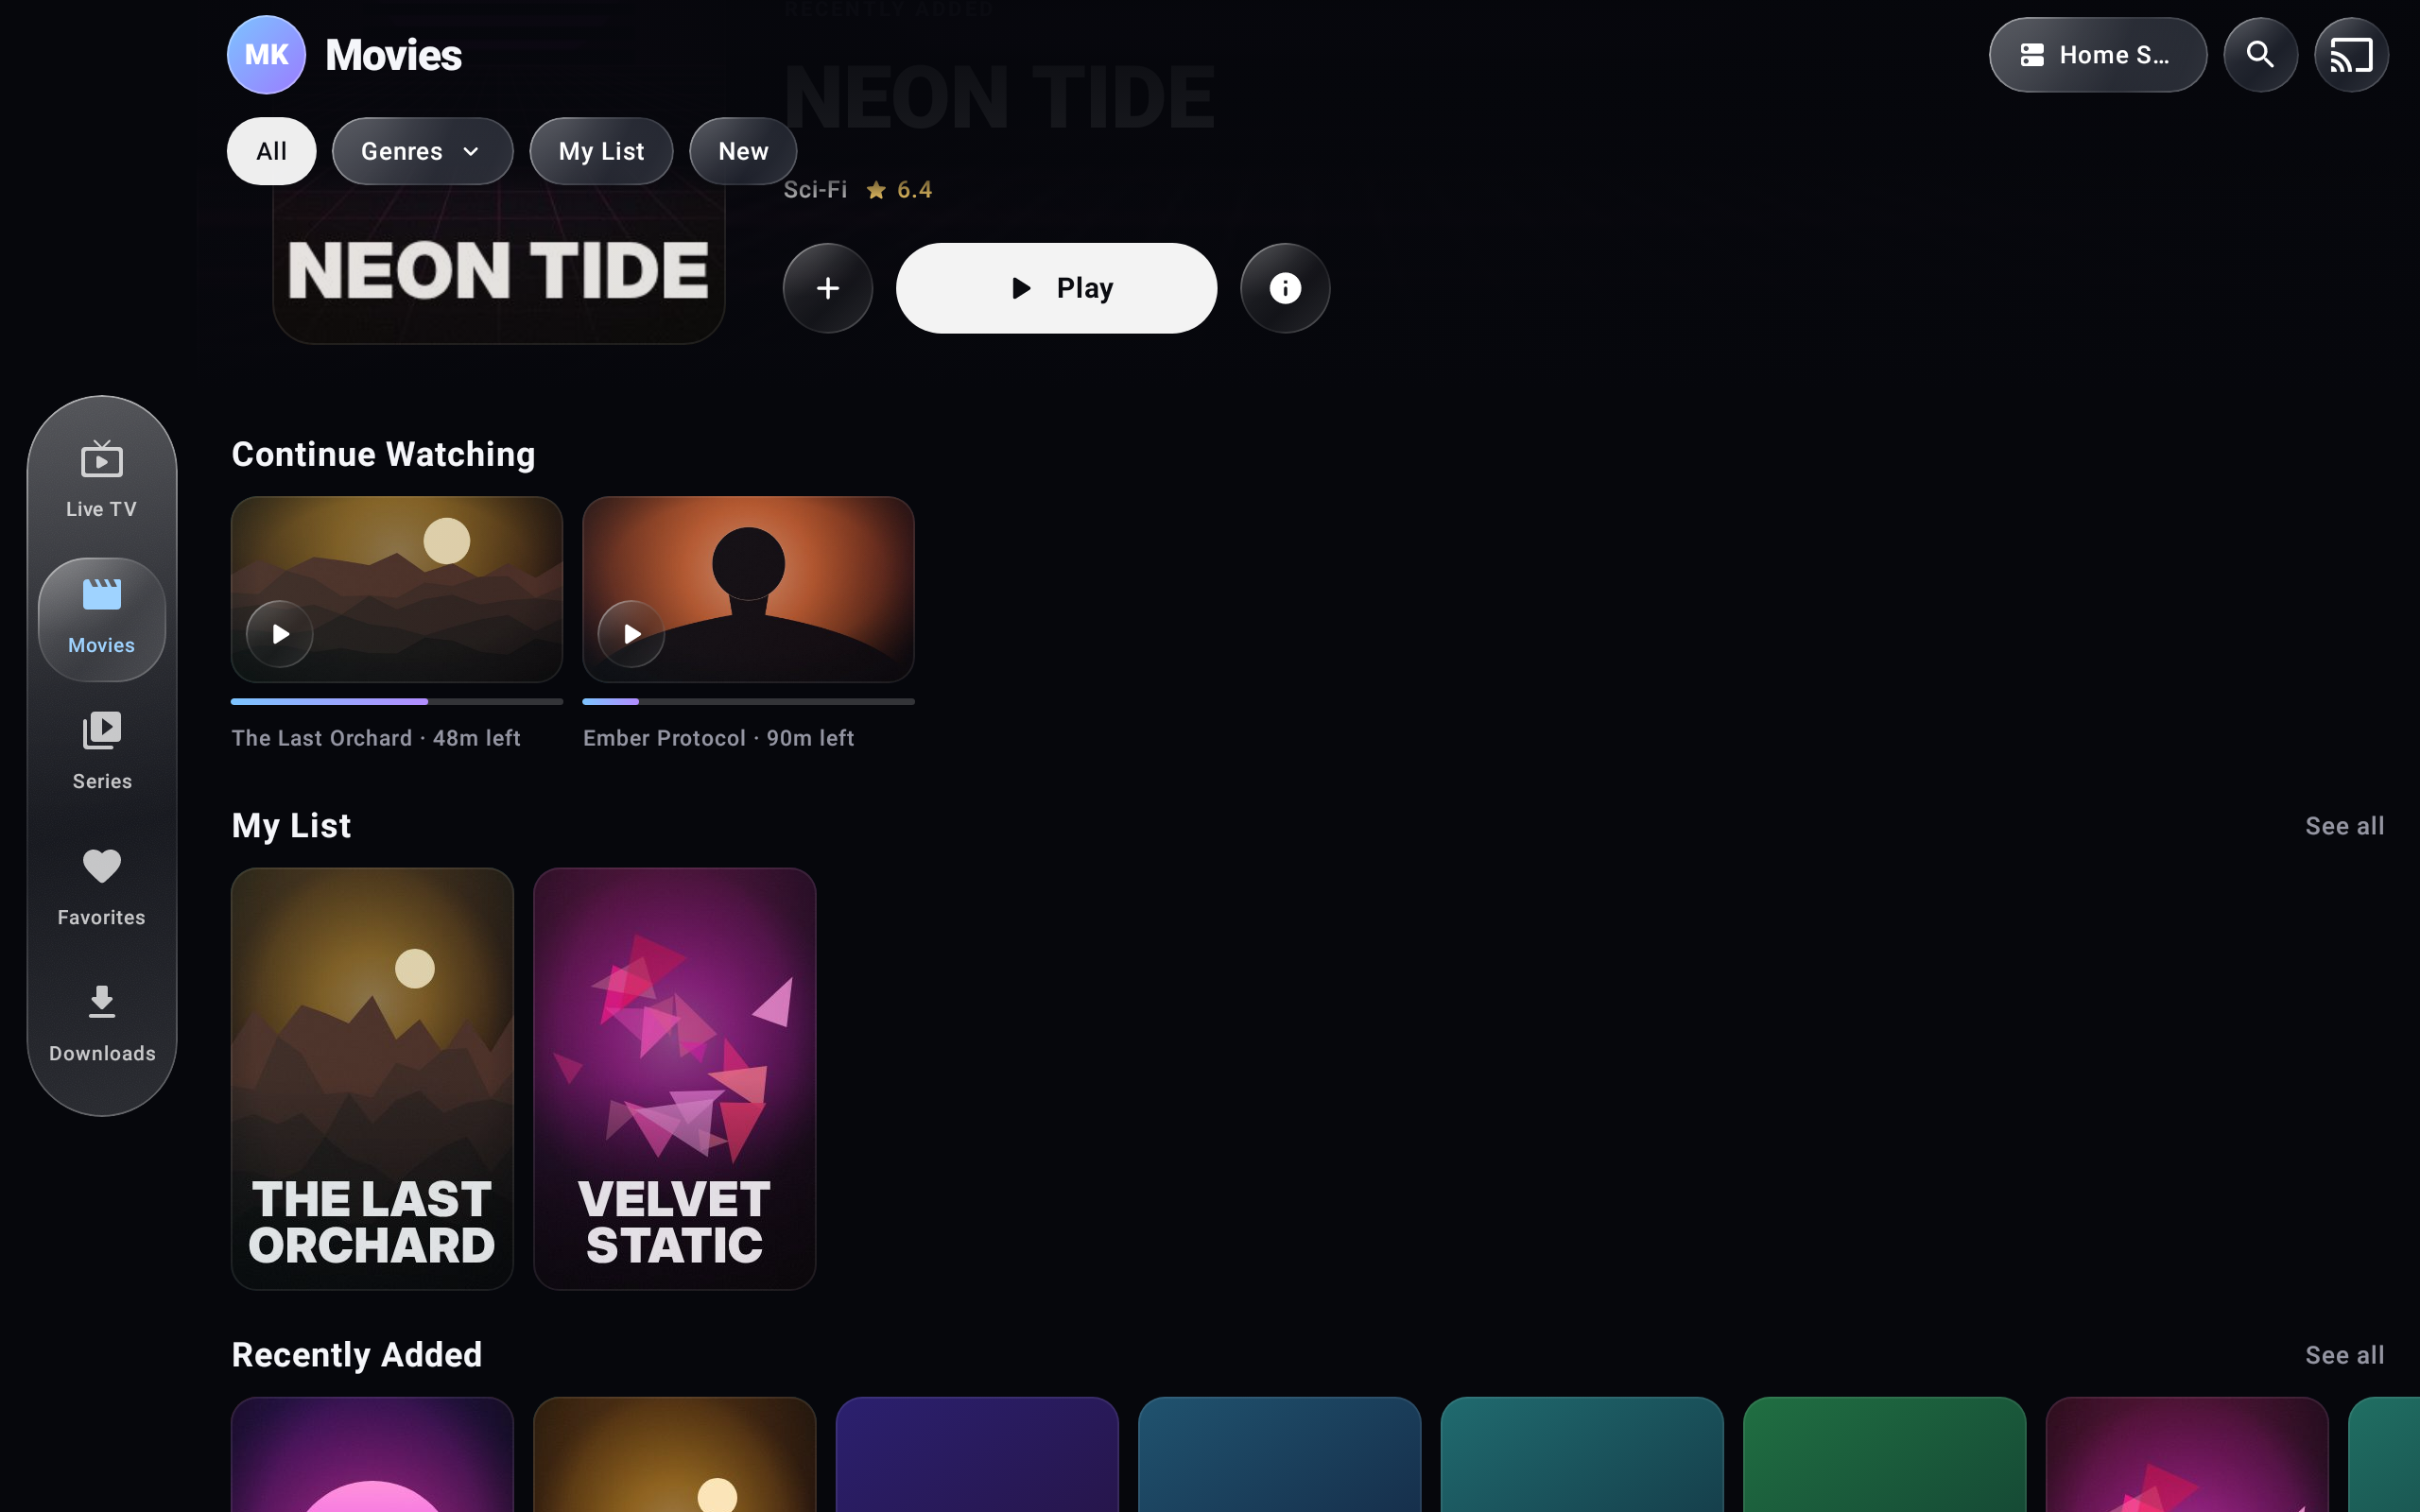 RECENTLY ADDED
MK
Movies
Home S...
NEON TIDE
All
Genres
My List
New
Sci-Fi
6.4
NEON TIDE
Play
Live TV
Movies
Series
Favorites
Downloads
Continue Watching
The Last Orchard · 48m left
Ember Protocol · 90m left
My List
See all
THE LAST
ORCHARD
VELVET
STATIC
Recently Added
See all